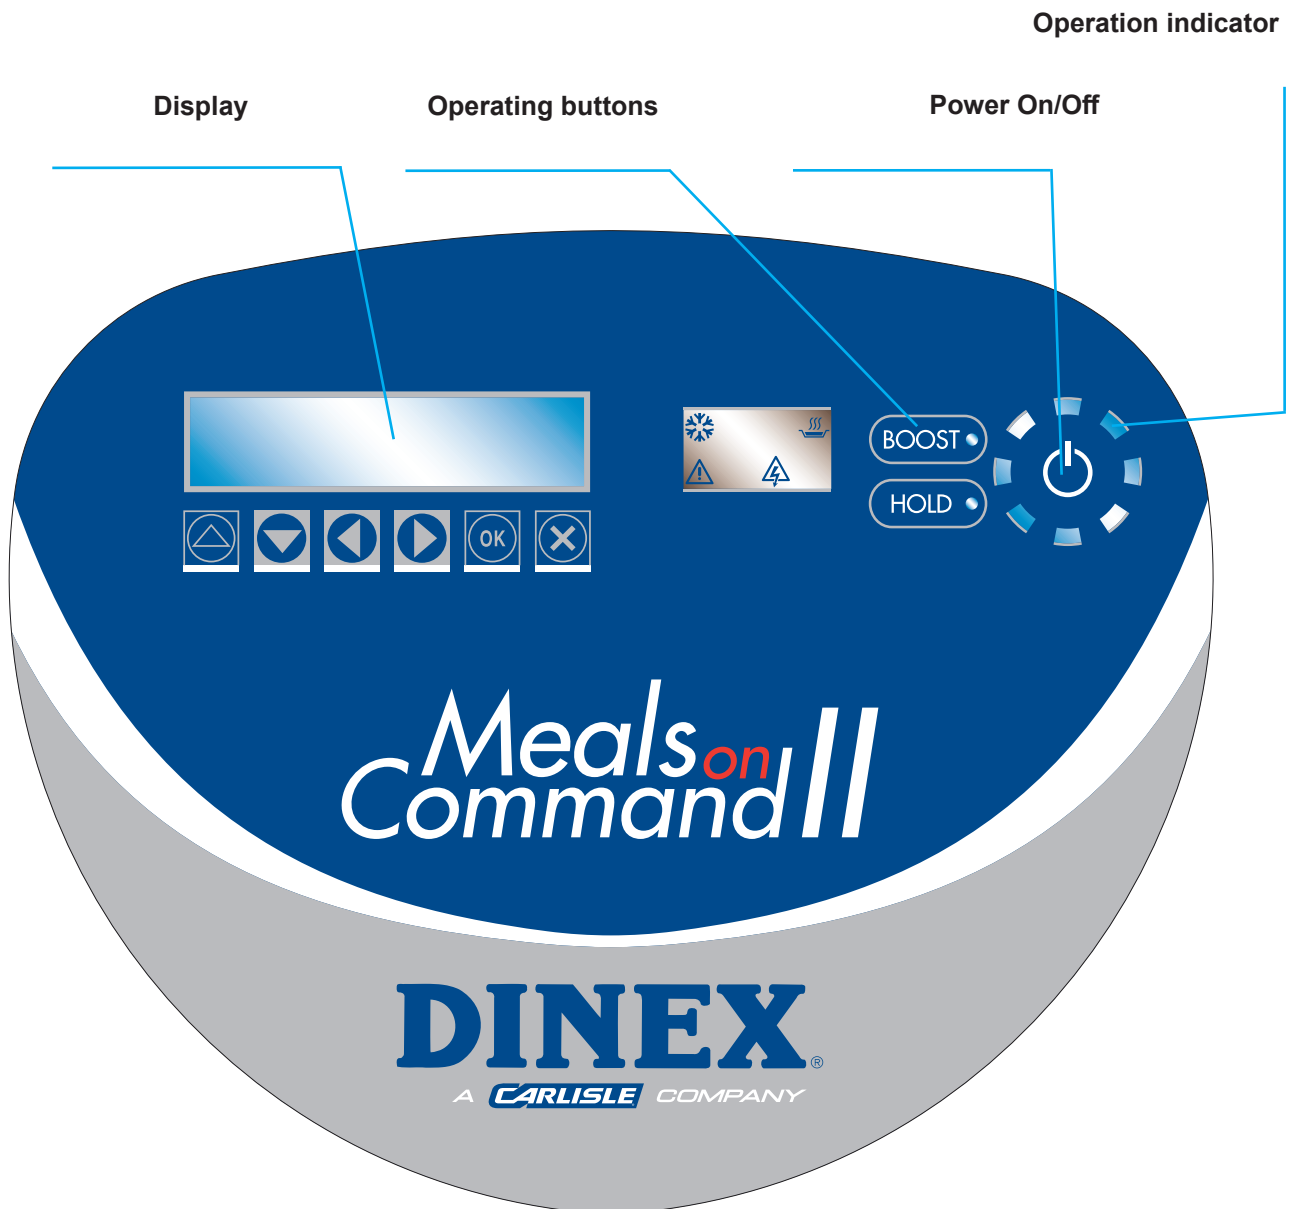 Operation indicator
Display
Operating buttons
Power On/Off
BOOST
HOLD
OK
Meals on
Command II
DINEX®
A CARLISLE COMPANY